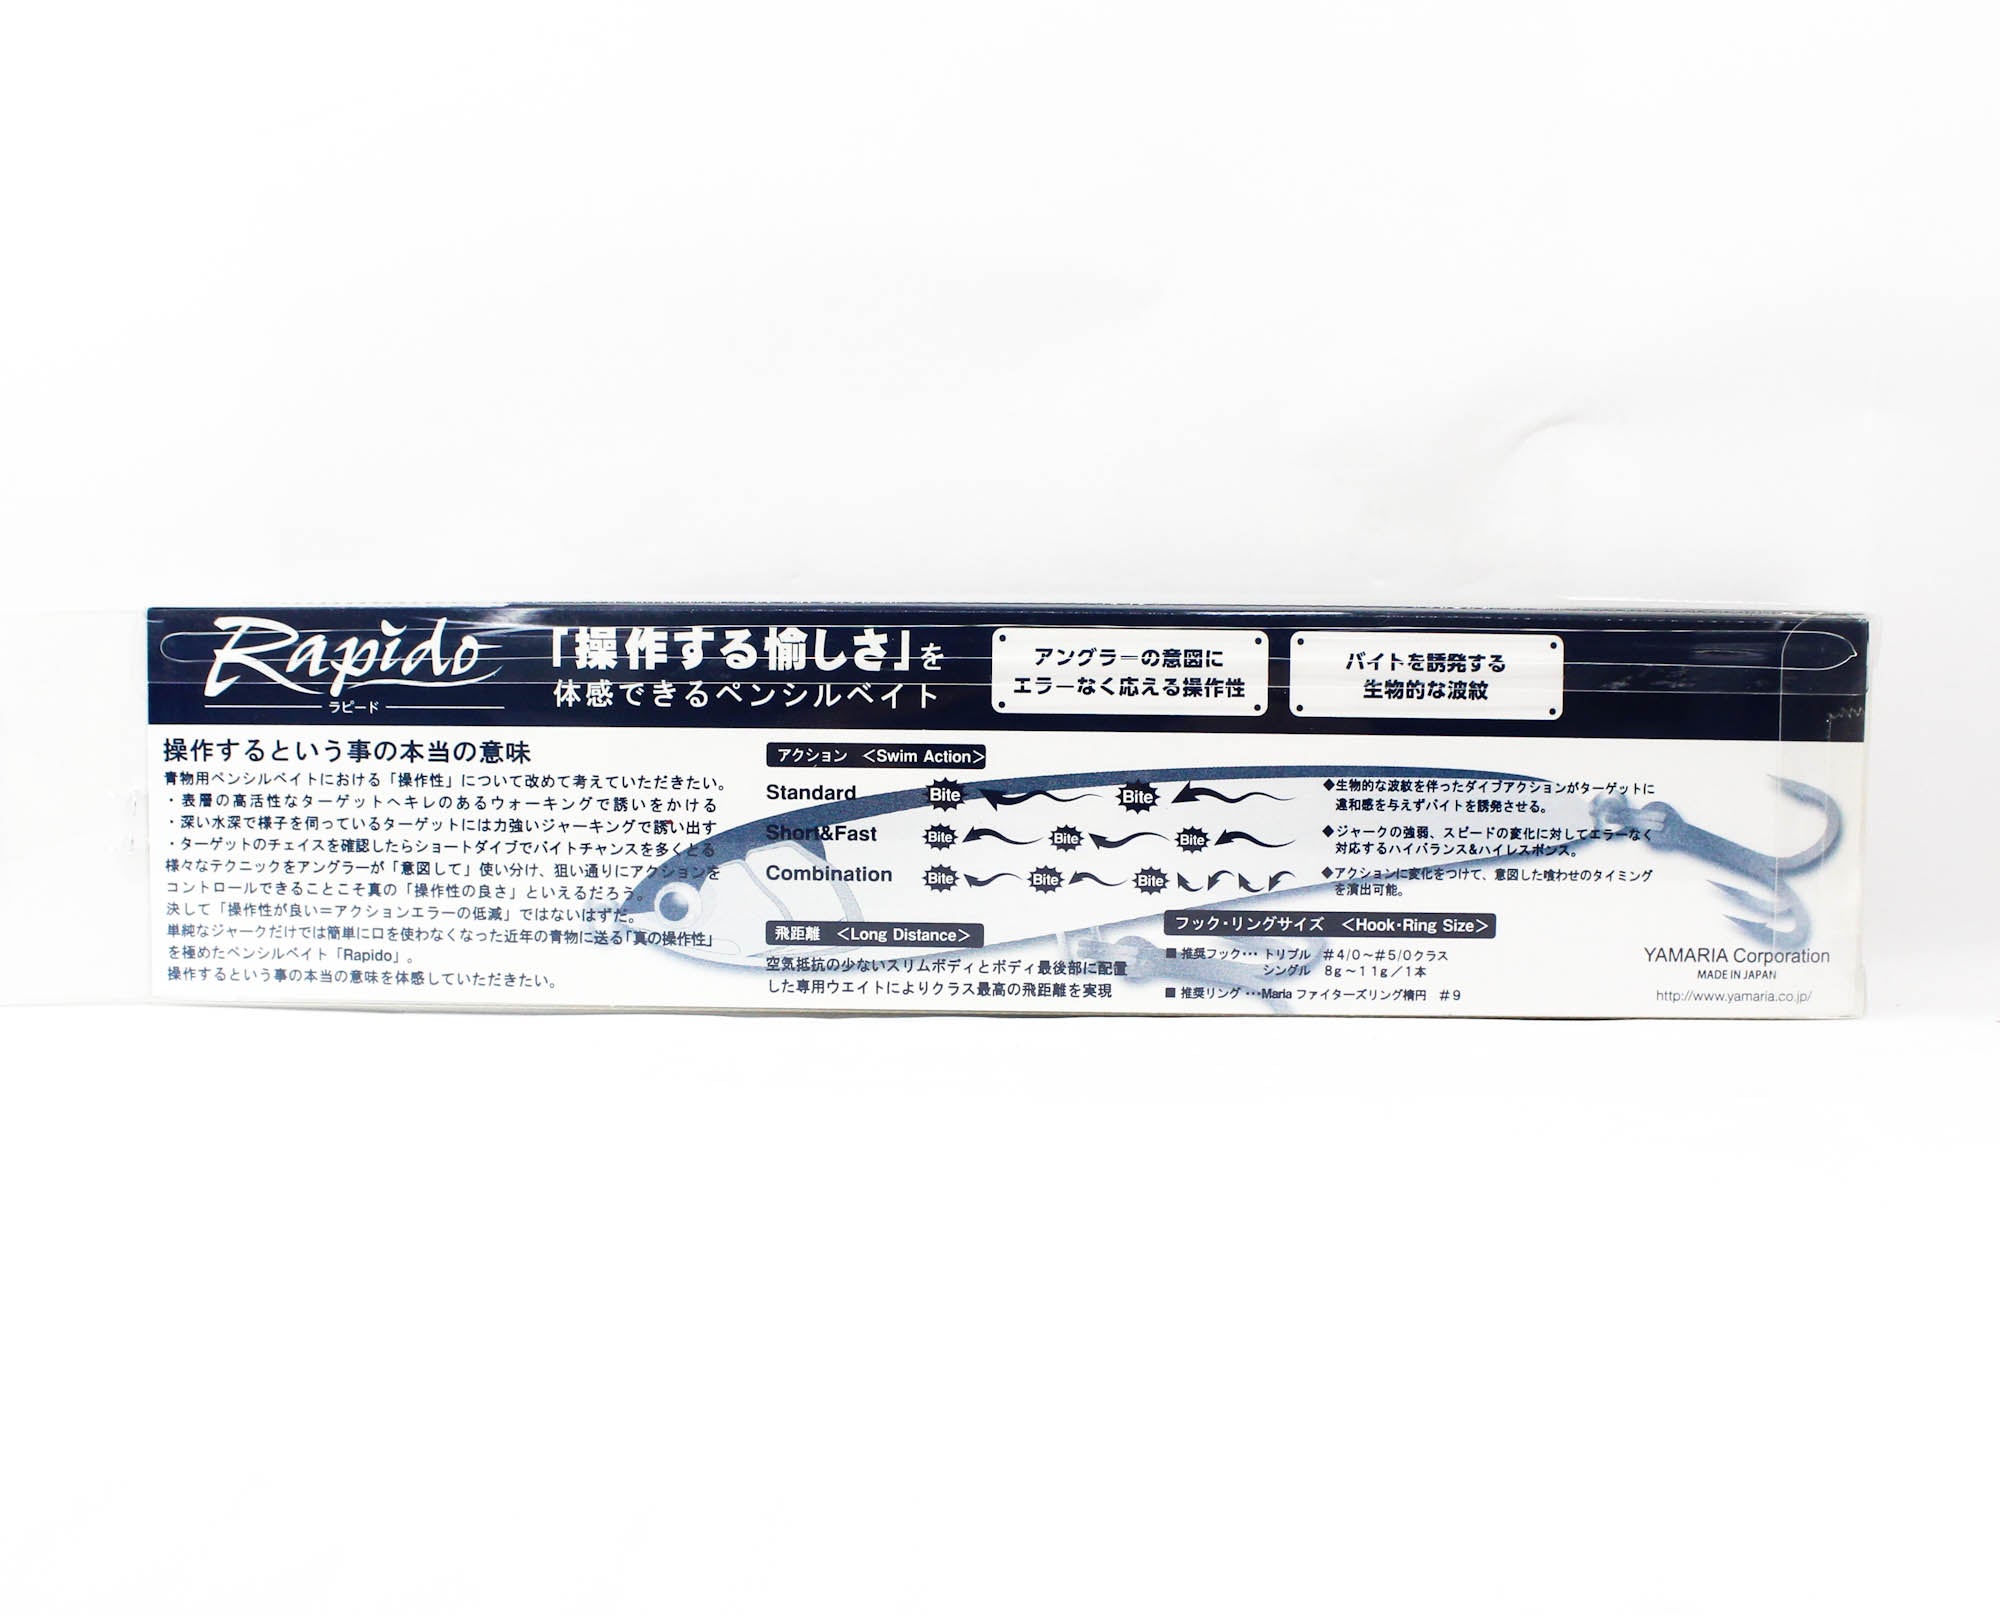 Rapido
ラピード
「操作する愉しさ」を
体感できるペンシルベイト
アングラーの意図に
エラーなく応える操作性
バイトを誘発する
生物的な波紋
操作するという事の本当の意味
青物用ペンシルベイトにおける「操作性」について改めて考えていただきたい。
・表層の高活性なターゲットへキレのあるウォーキングで誘いをかける
・深い水深で様子を伺っているターゲットには力強いジャーキングで誘い出す
・ターゲットのチェイスを確認したらショートダイブでバイトチャンスを多くとる
様々なテクニックをアングラーが「意図して」使い分け、狙い通りにアクションを
コントロールできることこそ真の「操作性の良さ」といえるだろう。
決して「操作性が良い＝アクションエラーの低減」ではないはずだ。
単純なジャークだけでは簡単に口を使わなくなった近年の青物に送る「真の操作性」
を極めたペンシルベイト「Rapido」。
操作するという事の本当の意味を体感していただきたい。
アクション ＜Swim Action＞
Standard Bite Bite
Short&Fast Bite Bite Bite
Combination Bite Bite Bite
◆生物的な波紋を伴ったダイブアクションがターゲットに
違和感を与えずバイトを誘発させる。
◆ジャークの強弱、スピードの変化に対してエラーなく
対応するハイバランス&ハイレスポンス。
◆アクションに変化をつけて、意図した喰わせのタイミング
を演出可能。
飛距離 ＜Long Distance＞
空気抵抗の少ないスリムボディとボディ最後部に配置
した専用ウエイトによりクラス最高の飛距離を実現
フック・リングサイズ ＜Hook・Ring Size＞
■ 推奨フック… トリプル #4/0～#5/0クラス
シングル 8g～11g／1本
■ 推奨リング …Maria ファイターズリング楕円 #9
YAMARIA Corporation
MADE IN JAPAN
http://www.yamaria.co.jp/